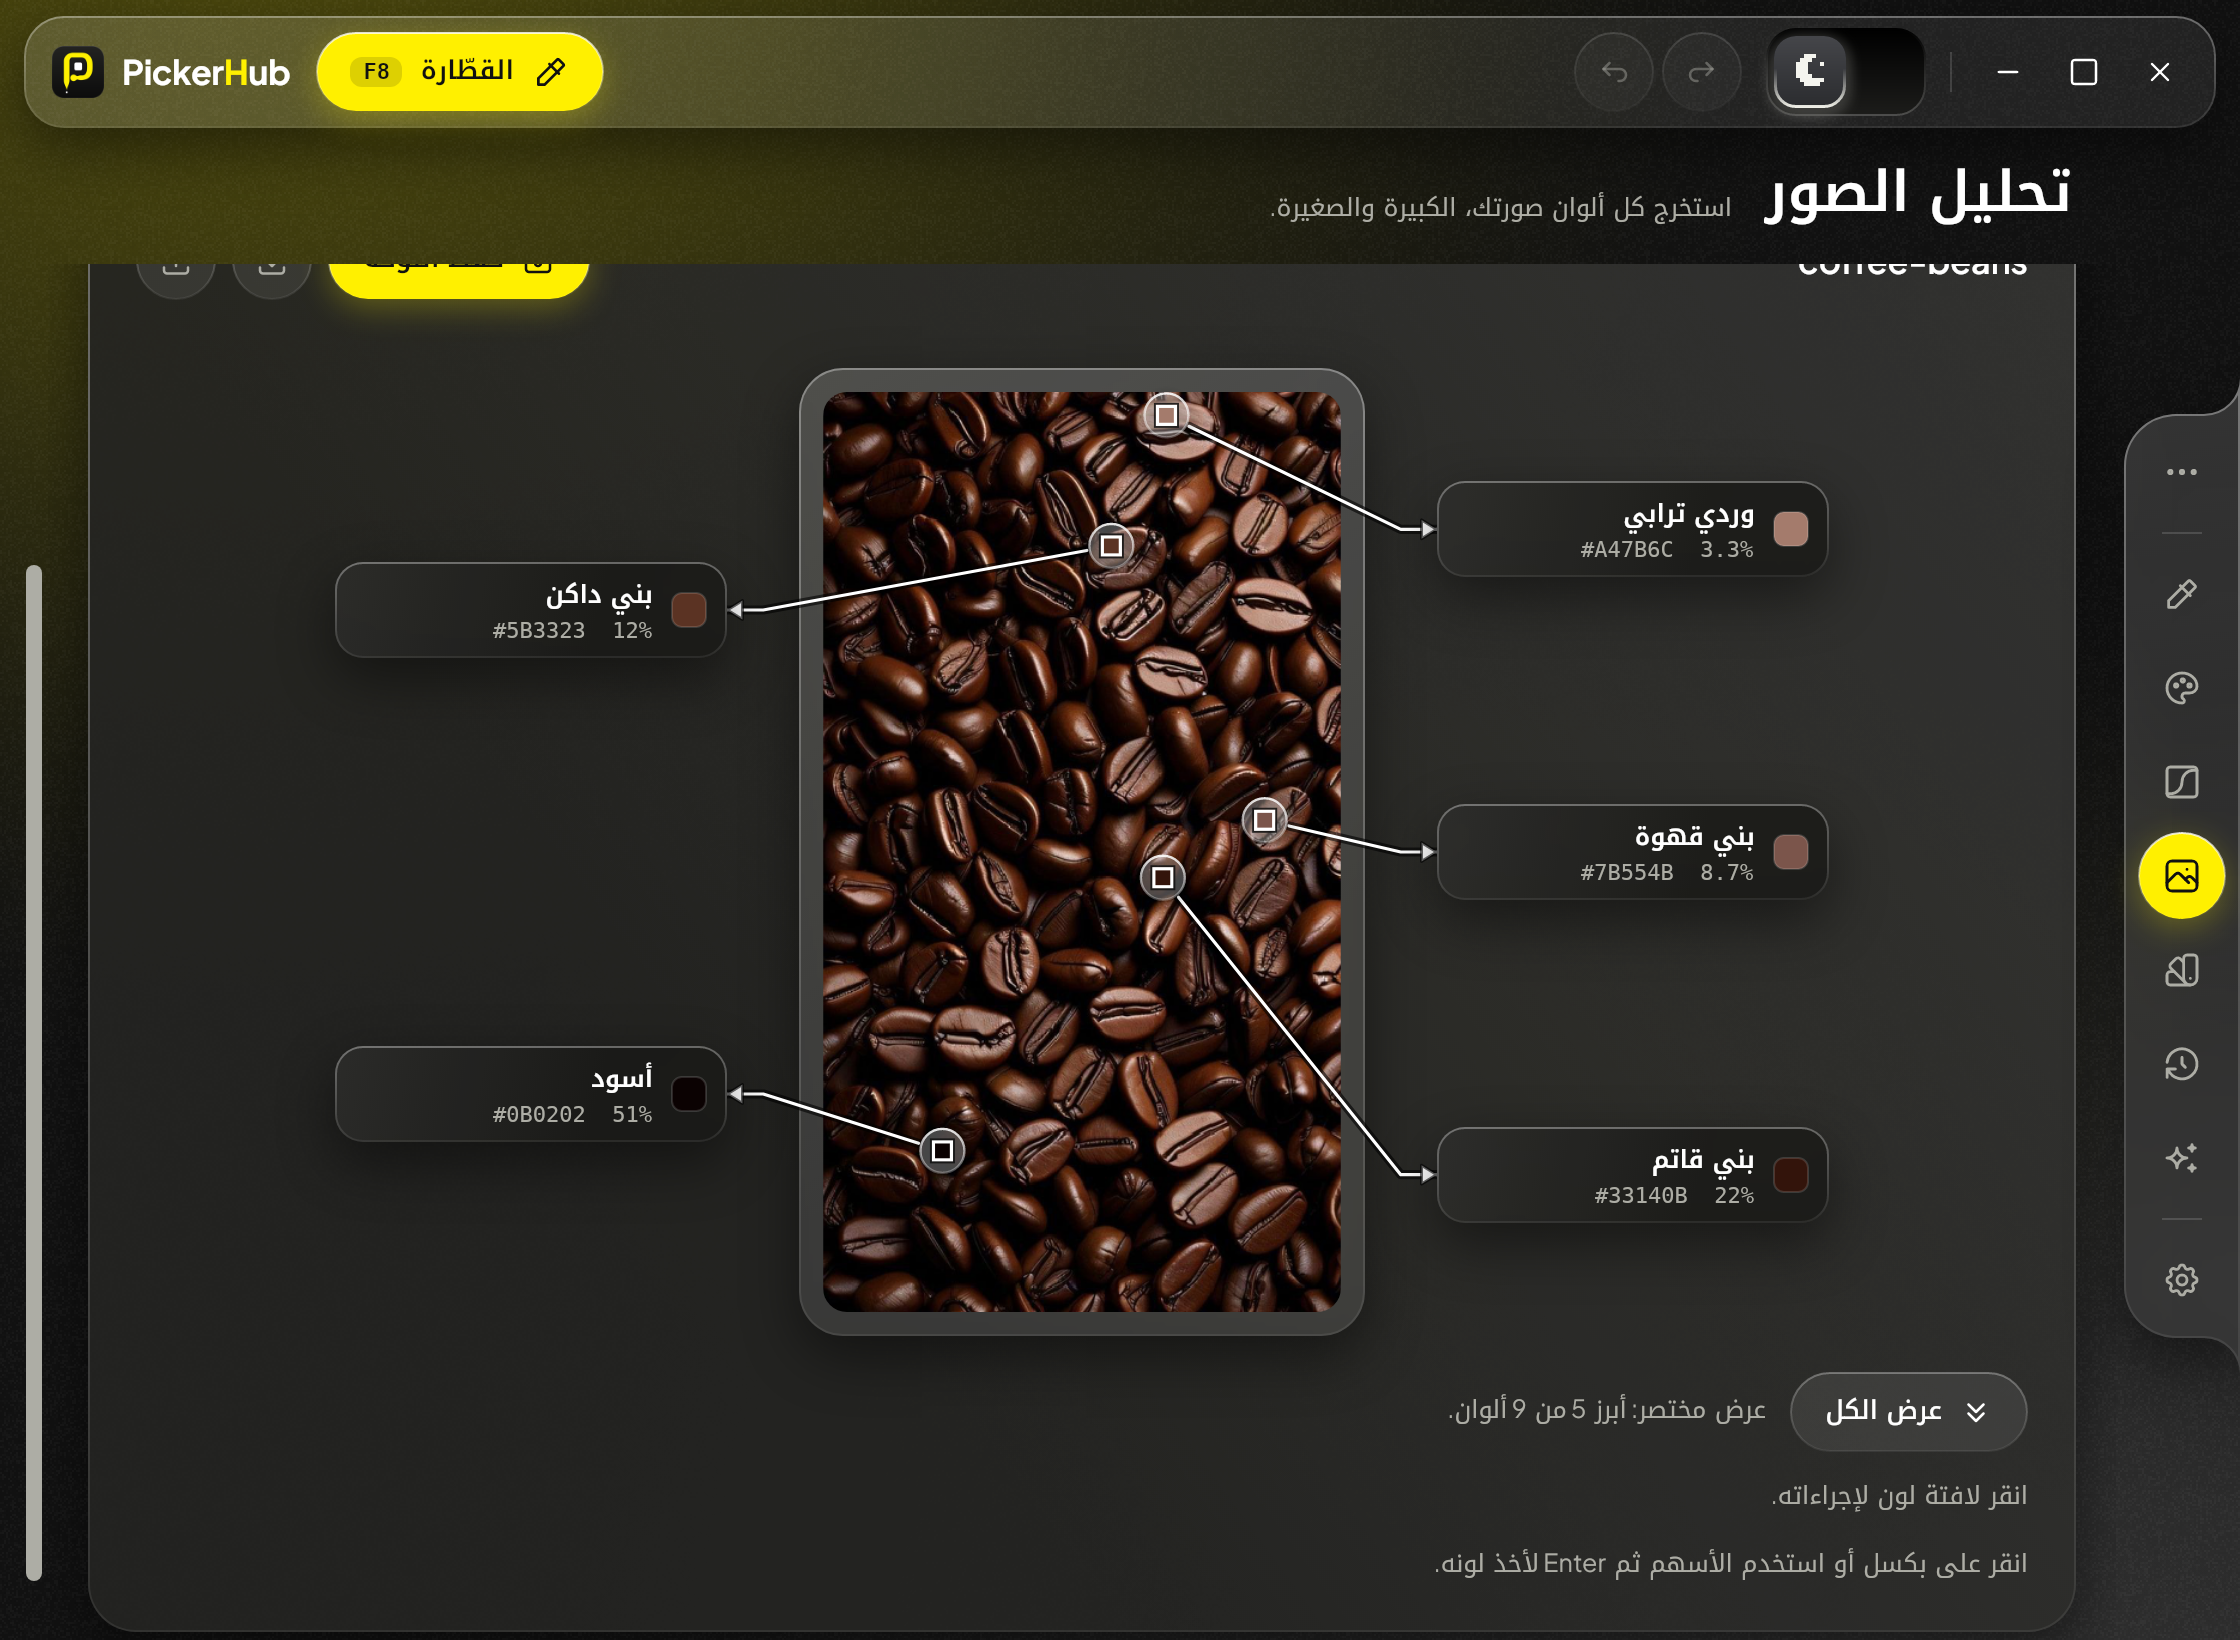 PickerHub
القطّارة F8
تحليل الصور
استخرج كل ألوان صورتك، الكبيرة والصغيرة.
coffee-beans
وردي ترابي
#A47B6C 3.3%
بني داكن
#5B3323 12%
بني قهوة
#7B554B 8.7%
أسود
#0B0202 51%
بني قاتم
#33140B 22%
عرض الكل
عرض مختصر: أبرز 5 من 9 ألوان.
انقر لافتة لون لإجراءاته.
انقر على بكسل أو استخدم الأسهم ثم Enter لأخذ لونه.